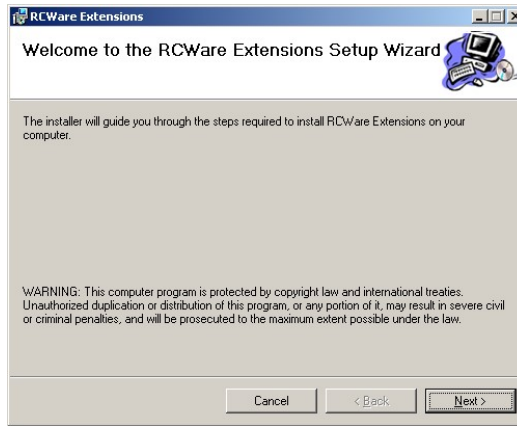 RCWare Extensions
Welcome to the RCWare Extensions Setup Wizard
The installer will guide you through the steps required to install RCWare Extensions on your
computer.
WARNING: This computer program is protected by copyright law and international treaties.
Unauthorized duplication or distribution of this program, or any portion of it, may result in severe civil
or criminal penalties, and will be prosecuted to the maximum extent possible under the law.
Cancel < Back Next >